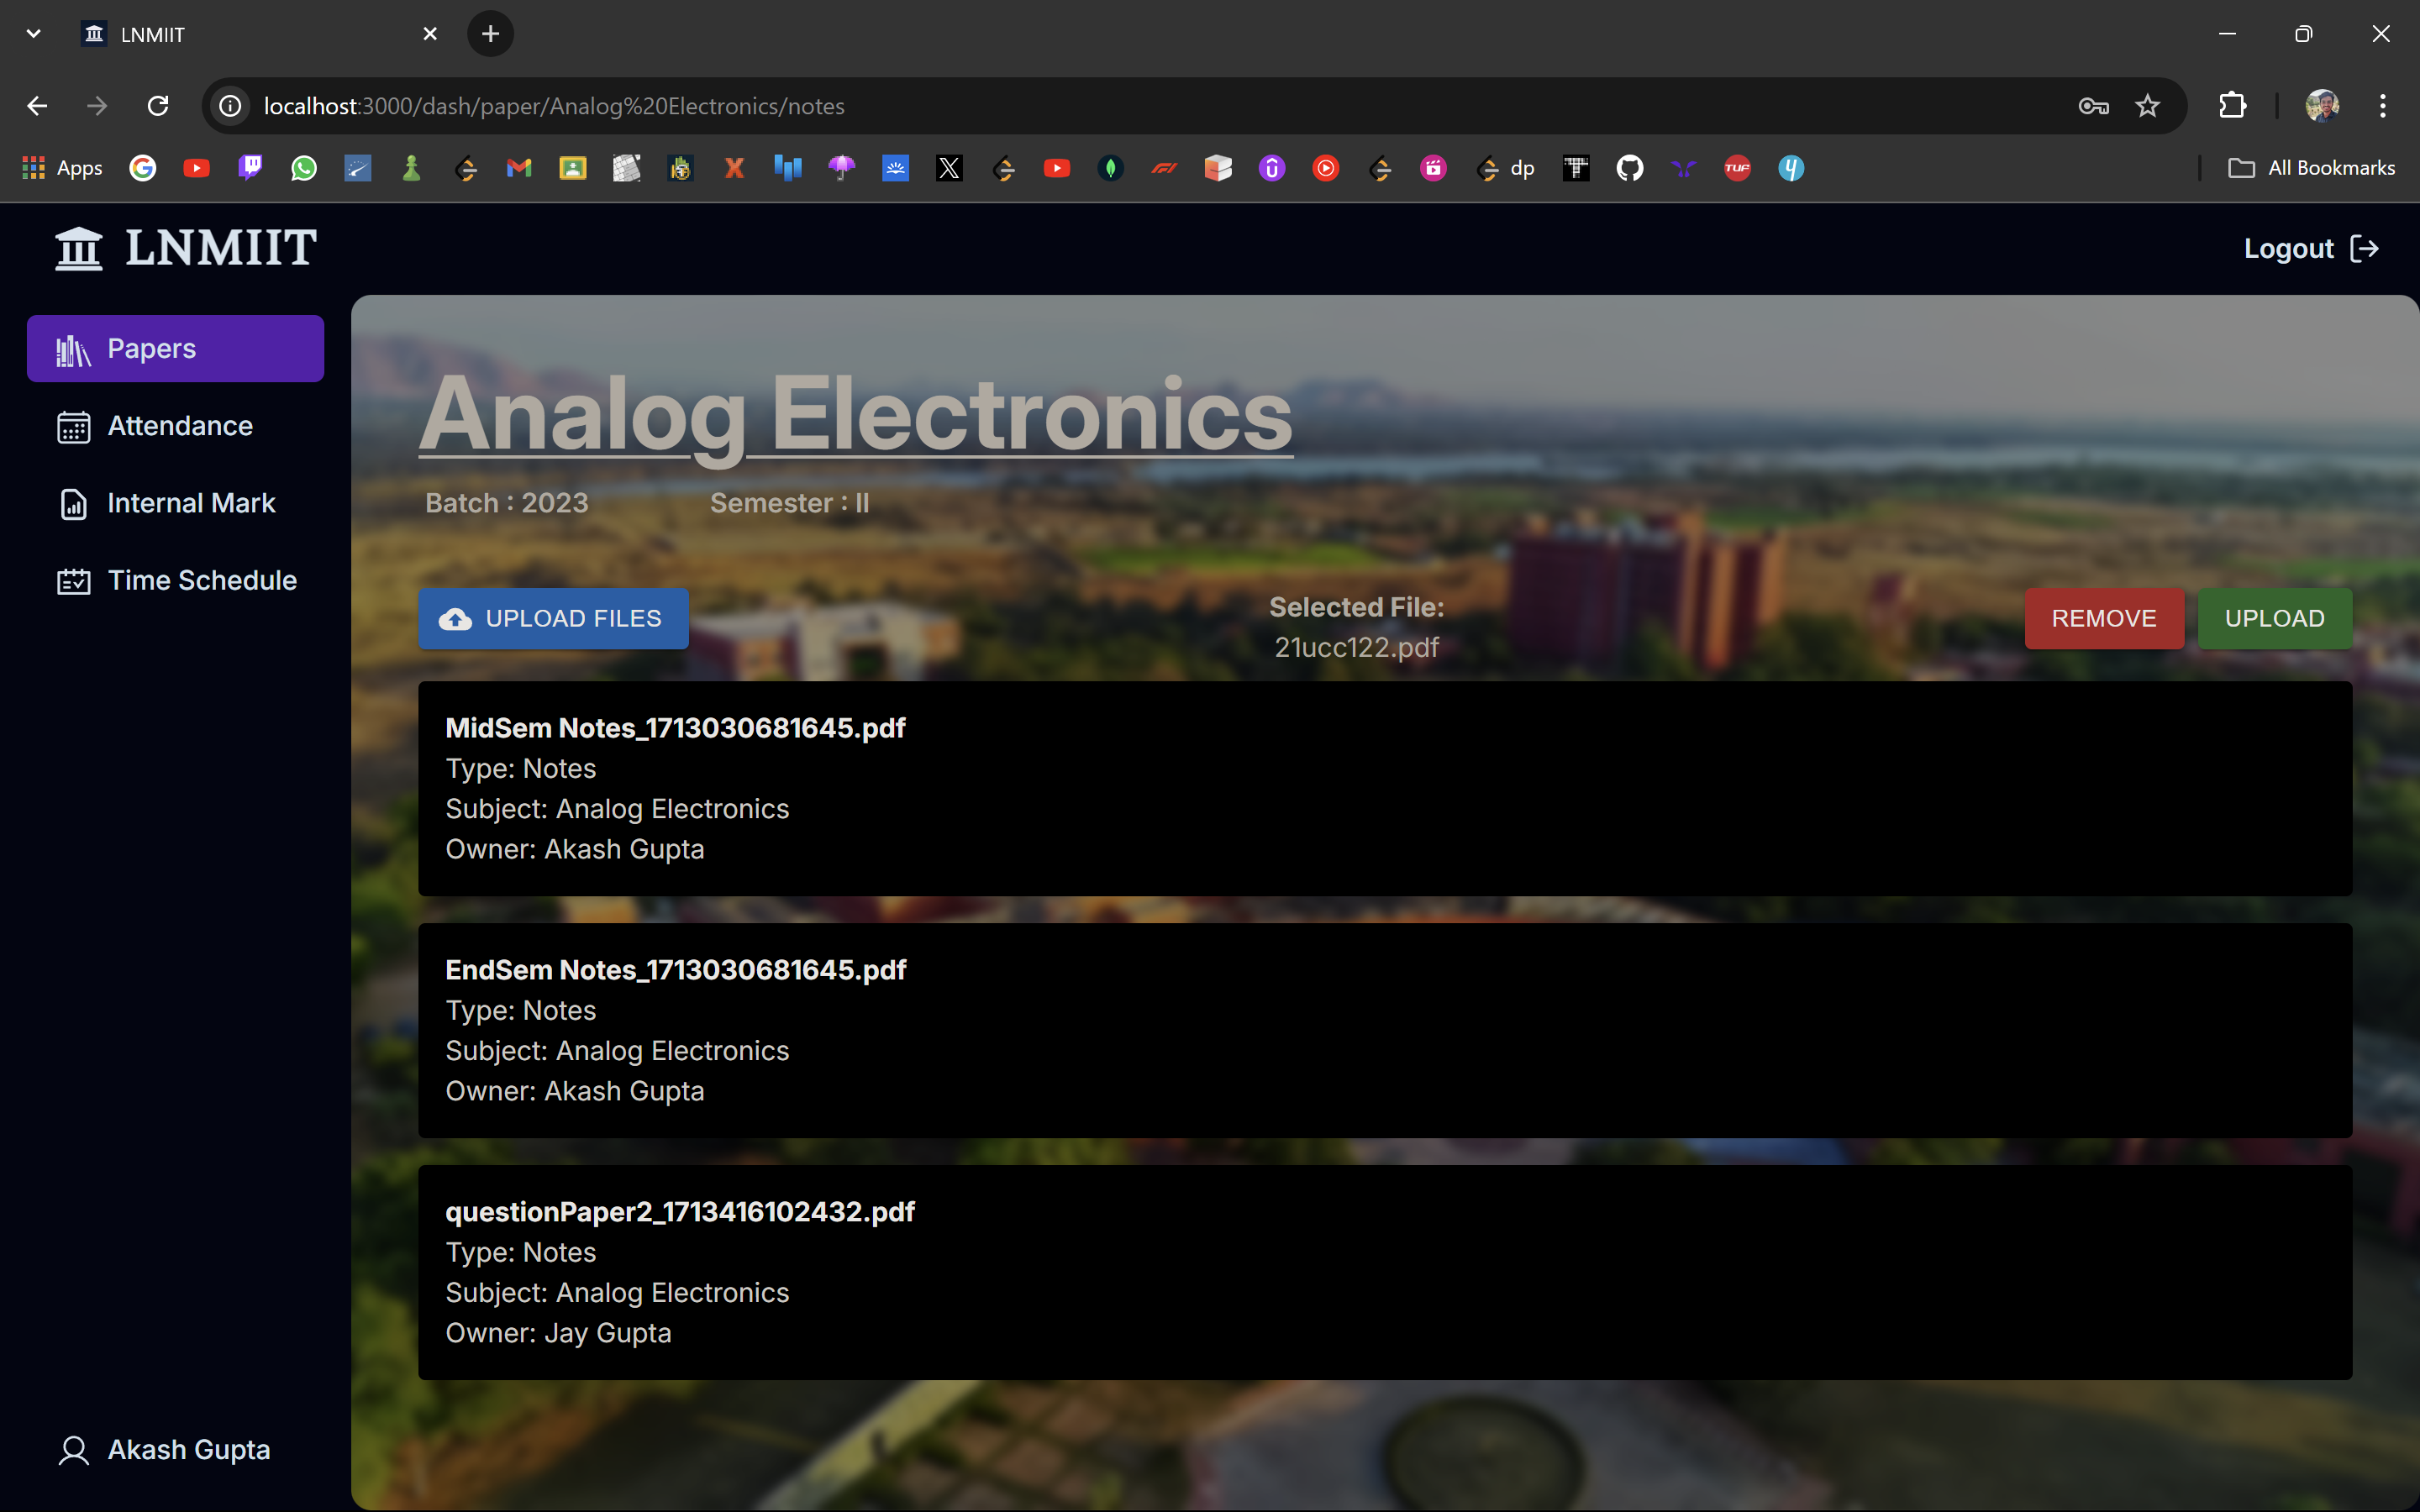 LNMIIT
localhost:3000/dash/paper/Analog%20Electronics/notes
Apps
dp
All Bookmarks
LNMIIT
Logout
Papers
Attendance
Internal Mark
Time Schedule
Akash Gupta
Analog Electronics
Batch : 2023 Semester : II
UPLOAD FILES
Selected File:
21ucc122.pdf
REMOVE
UPLOAD
MidSem Notes_1713030681645.pdf
Type: Notes
Subject: Analog Electronics
Owner: Akash Gupta
EndSem Notes_1713030681645.pdf
Type: Notes
Subject: Analog Electronics
Owner: Akash Gupta
questionPaper2_1713416102432.pdf
Type: Notes
Subject: Analog Electronics
Owner: Jay Gupta